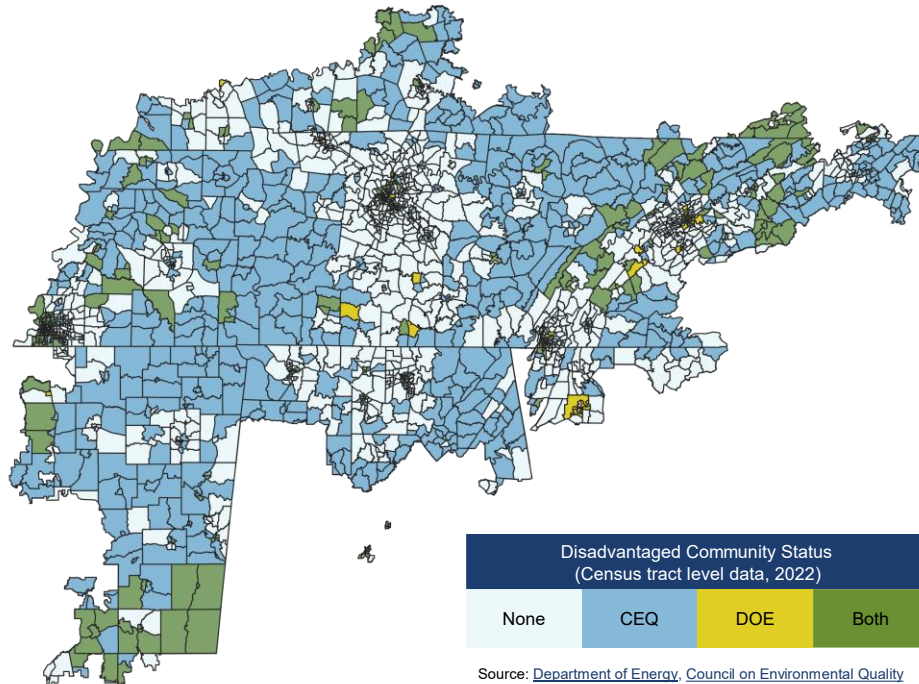 Disadvantaged Community Status
(Census tract level data, 2022)
None CEQ DOE Both
Source: Department of Energy, Council on Environmental Quality